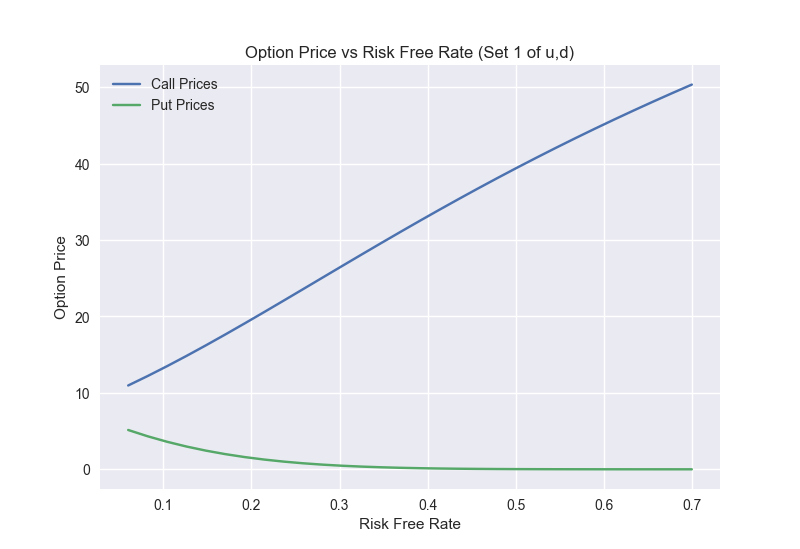 Option Price vs Risk Free Rate (Set 1 of u,d)
Call Prices
Put Prices
Option Price
50
40
30
20
10
0
0.1 0.2 0.3 0.4 0.5 0.6 0.7
Risk Free Rate